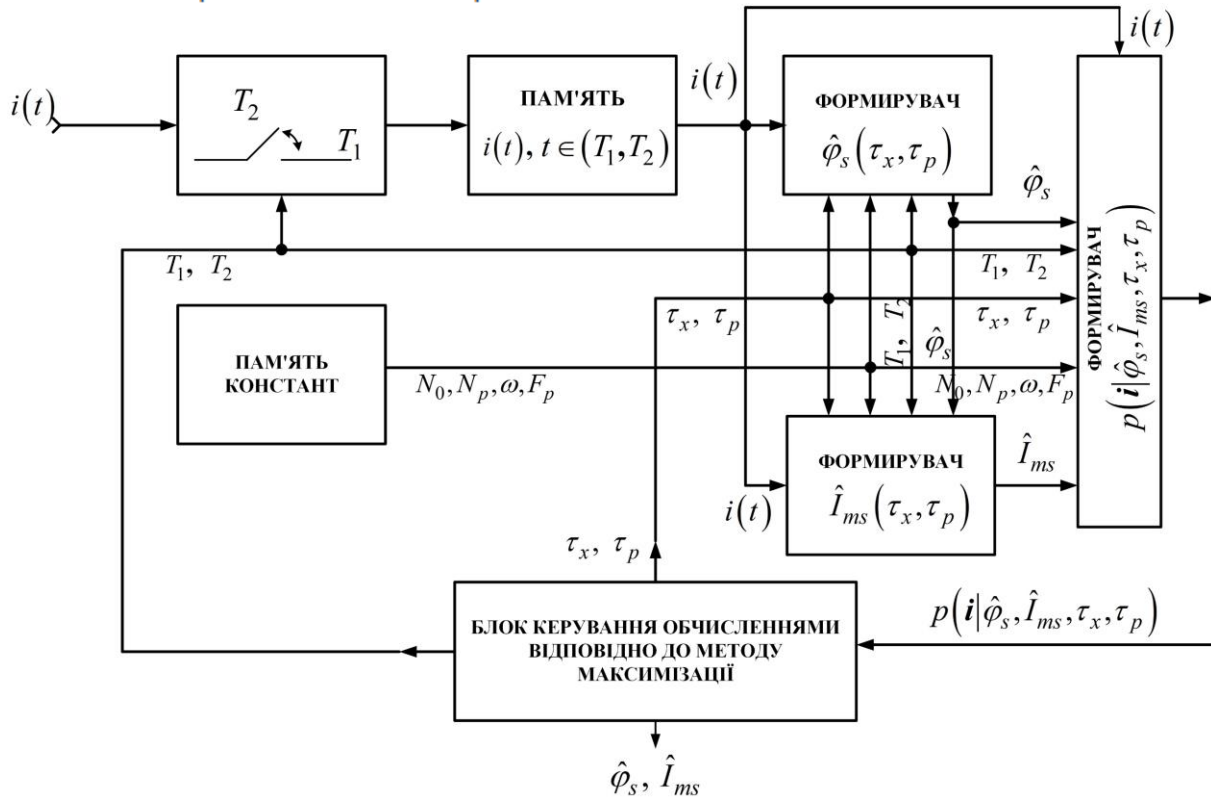 i(t)
i(t)
i(t)
T₂
T₁
ПАМ'ЯТЬ
i(t), t ∈ (T₁, T₂)
ФОРМИРУВАЧ
φ̂ₛ(τₓ, τₚ)
φ̂ₛ
T₁, T₂
T₁, T₂
τₓ, τₚ
τₓ, τₚ
T₁, T₂
φ̂ₛ
ФОРМИРУВАЧ
p(i|φ̂ₛ, Îₘₛ, τₓ, τₚ)
ПАМ'ЯТЬ
КОНСТАНТ
N₀, Nₚ, ω, Fₚ
N₀, Nₚ, ω, Fₚ
ФОРМИРУВАЧ
Îₘₛ(τₓ, τₚ)
Îₘₛ
i(t)
τₓ, τₚ
БЛОК КЕРУВАННЯ ОБЧИСЛЕННЯМИ
ВІДПОВІДНО ДО МЕТОДУ
МАКСИМІЗАЦІЇ
p(i|φ̂ₛ, Îₘₛ, τₓ, τₚ)
φ̂ₛ, Îₘₛ